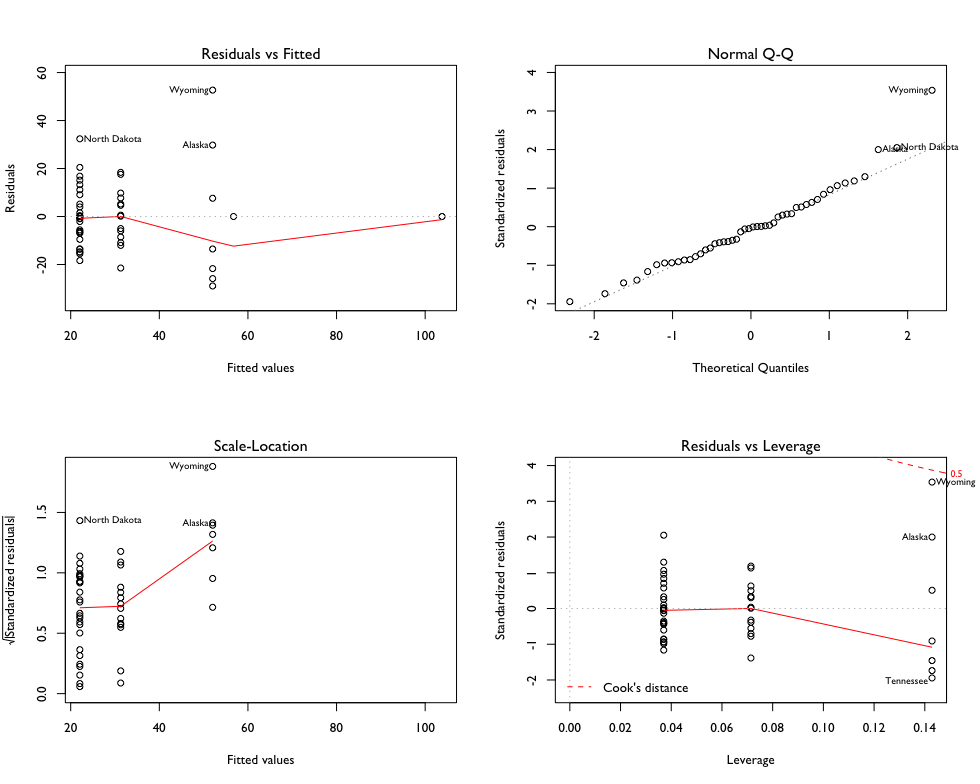 Residuals vs Fitted
Residuals
60
40
20
0
-20
Wyoming
North Dakota
Alaska
20 40 60 80 100
Fitted values
Normal Q-Q
Standardized residuals
4
3
2
1
0
-1
-2
Wyoming
Alaska
North Dakota
-2 -1 0 1 2
Theoretical Quantiles
Scale-Location
√|Standardized residuals|
1.5
1.0
0.5
0.0
Wyoming
North Dakota
Alaska
20 40 60 80 100
Fitted values
Residuals vs Leverage
Standardized residuals
4
3
2
1
0
-1
-2
0.5
Wyoming
Alaska
Tennessee
Cook's distance
0.00 0.02 0.04 0.06 0.08 0.10 0.12 0.14
Leverage